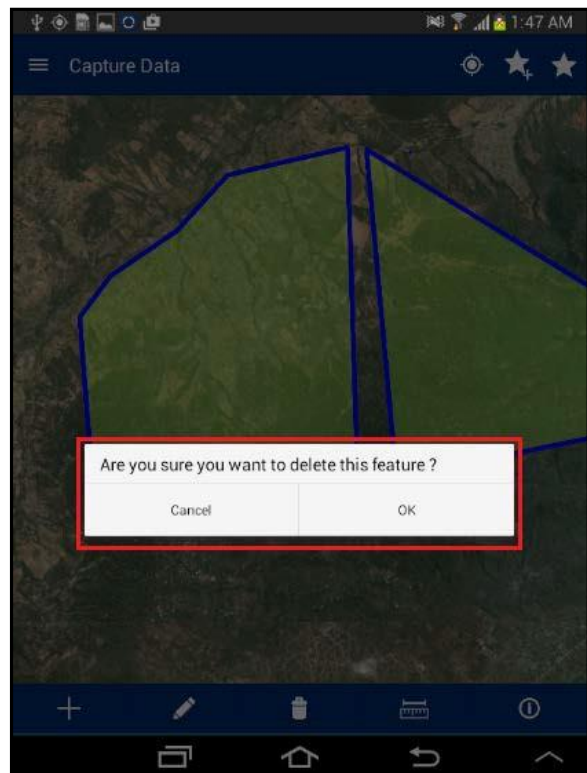 1:47 AM
Capture Data
Are you sure you want to delete this feature ?
Cancel
OK